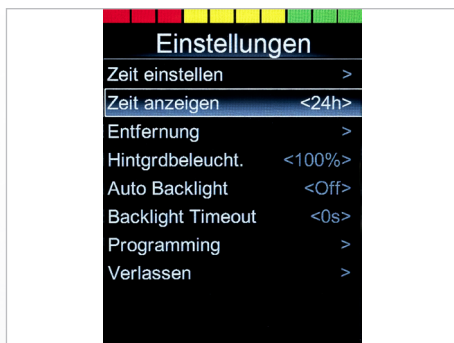 Einstellungen
Zeit einstellen >
Zeit anzeigen <24h>
Entfernung >
Hintgrdbeleucht. <100%>
Auto Backlight <Off>
Backlight Timeout <0s>
Programming >
Verlassen >